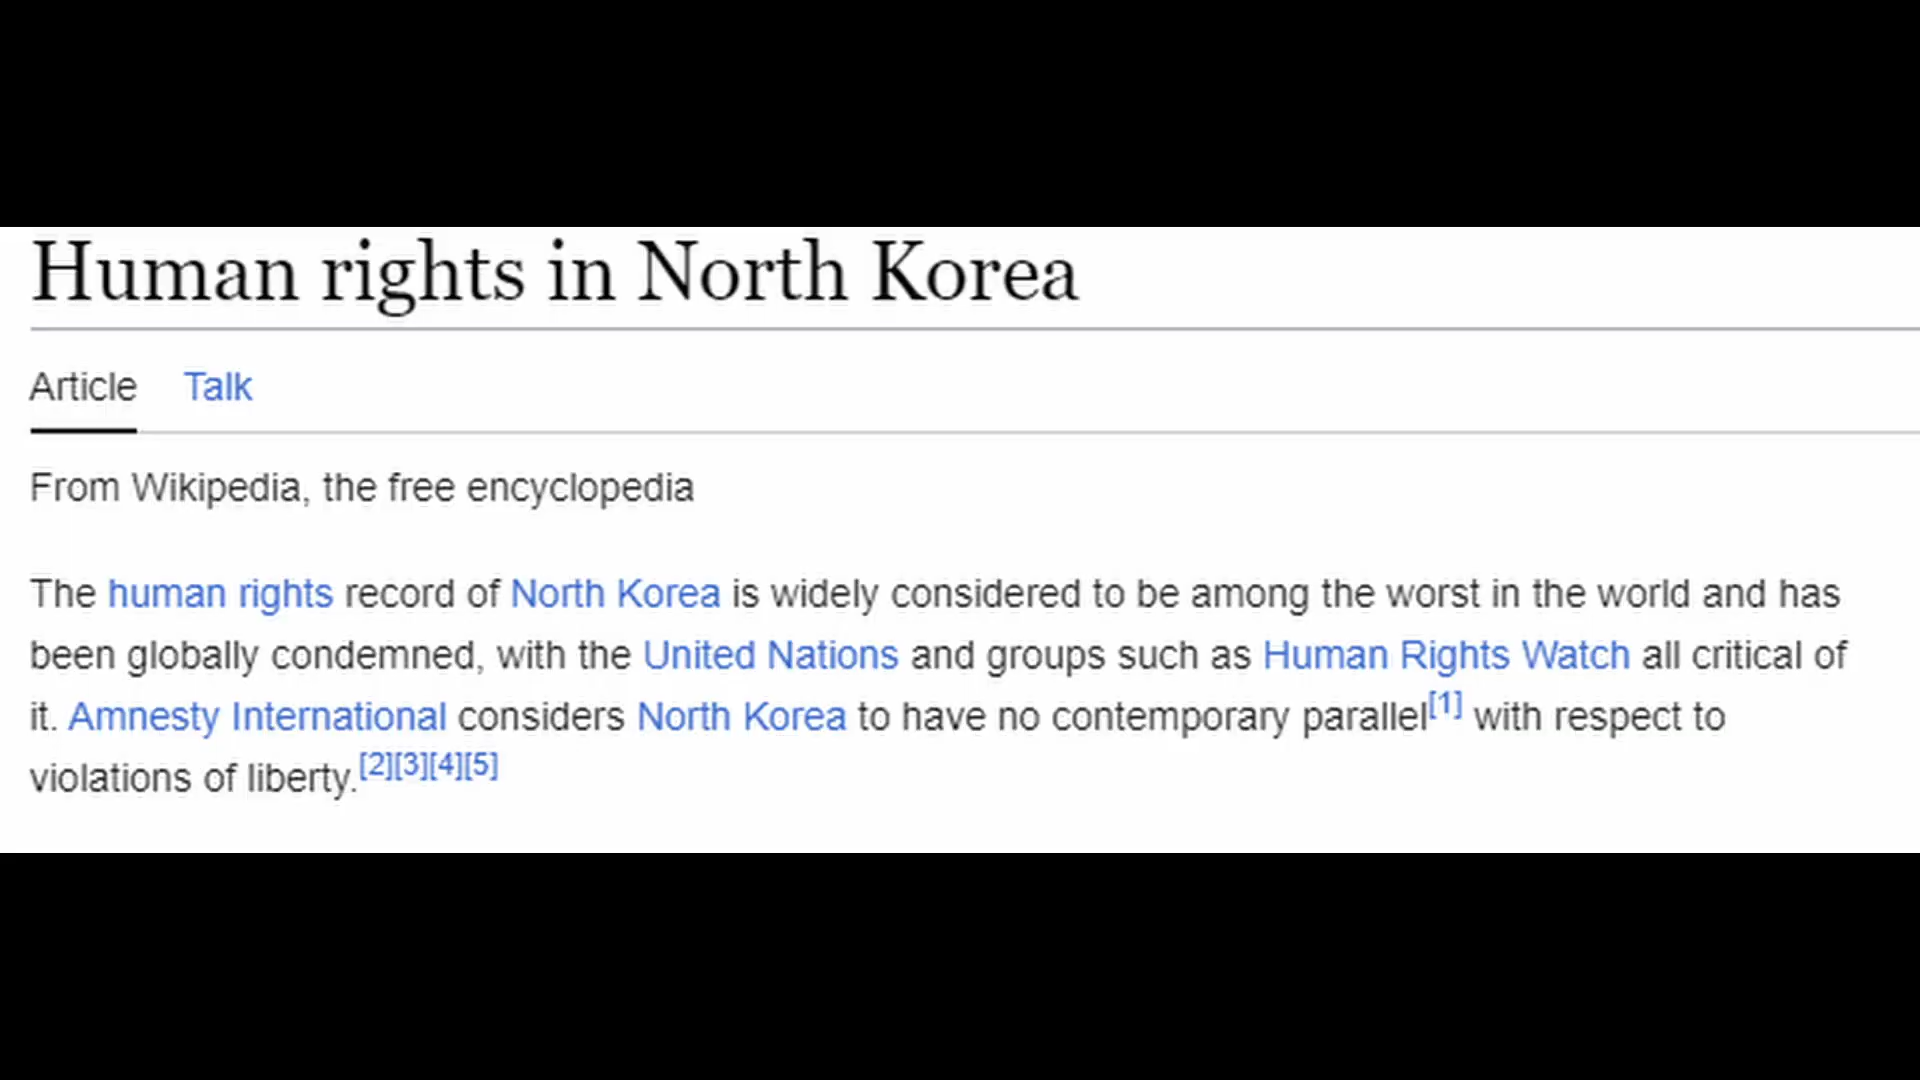 Human rights in North Korea
Article Talk
From Wikipedia, the free encyclopedia
The human rights record of North Korea is widely considered to be among the worst in the world and has
been globally condemned, with the United Nations and groups such as Human Rights Watch all critical of
it. Amnesty International considers North Korea to have no contemporary parallel[1] with respect to
violations of liberty.[2][3][4][5]